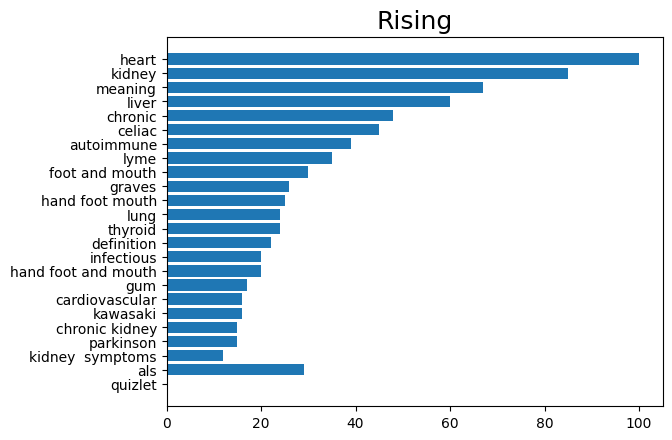 Rising
heart
kidney
meaning
liver
chronic
celiac
autoimmune
lyme
foot and mouth
graves
hand foot mouth
lung
thyroid
definition
infectious
hand foot and mouth
gum
cardiovascular
kawasaki
chronic kidney
parkinson
kidney  symptoms
als
quizlet
0 20 40 60 80 100